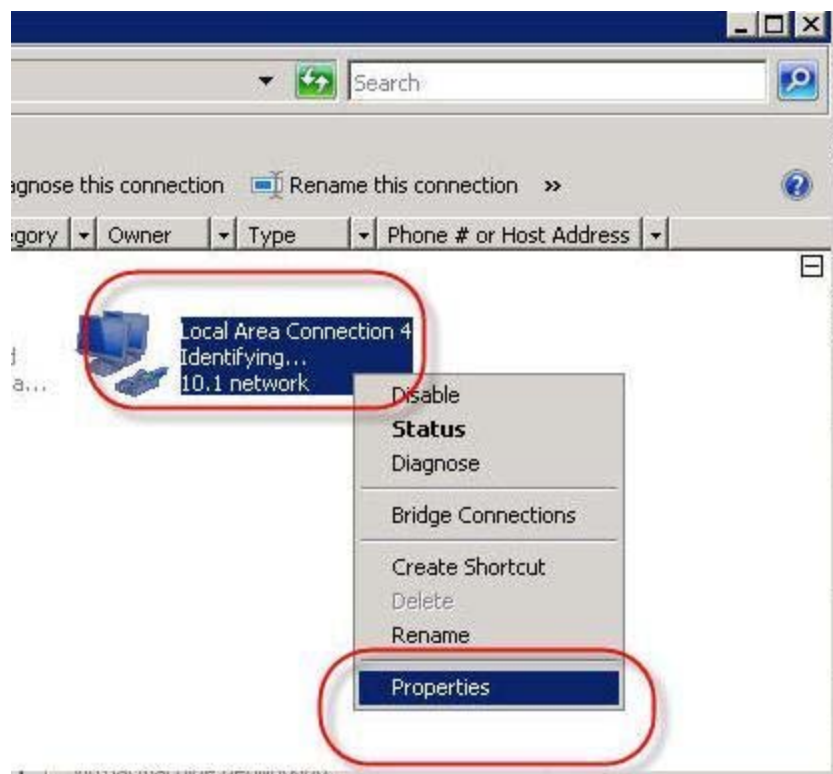 Search
agnose this connection Rename this connection »
gory Owner Type Phone # or Host Address
Local Area Connection 4
Identifying...
a... 10.1 network
Disable
Status
Diagnose
Bridge Connections
Create Shortcut
Delete
Rename
Properties